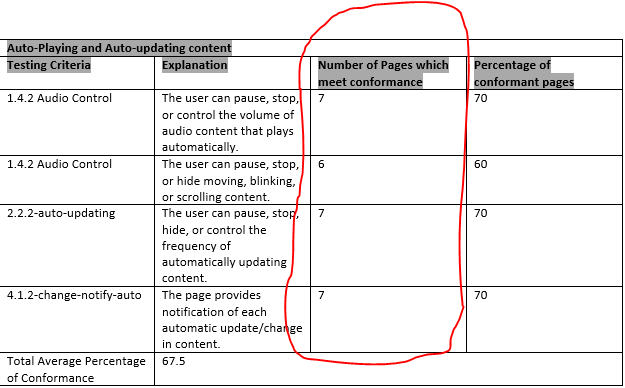 Auto-Playing and Auto-updating content
Testing Criteria Explanation Number of Pages which meet conformance Percentage of conformant pages
1.4.2 Audio Control The user can pause, stop, or control the volume of audio content that plays automatically. 7 70
1.4.2 Audio Control The user can pause, stop, or hide moving, blinking, or scrolling content. 6 60
2.2.2-auto-updating The user can pause, stop, hide, or control the frequency of automatically updating content. 7 70
4.1.2-change-notify-auto The page provides notification of each automatic update/change in content. 7 70
Total Average Percentage of Conformance 67.5